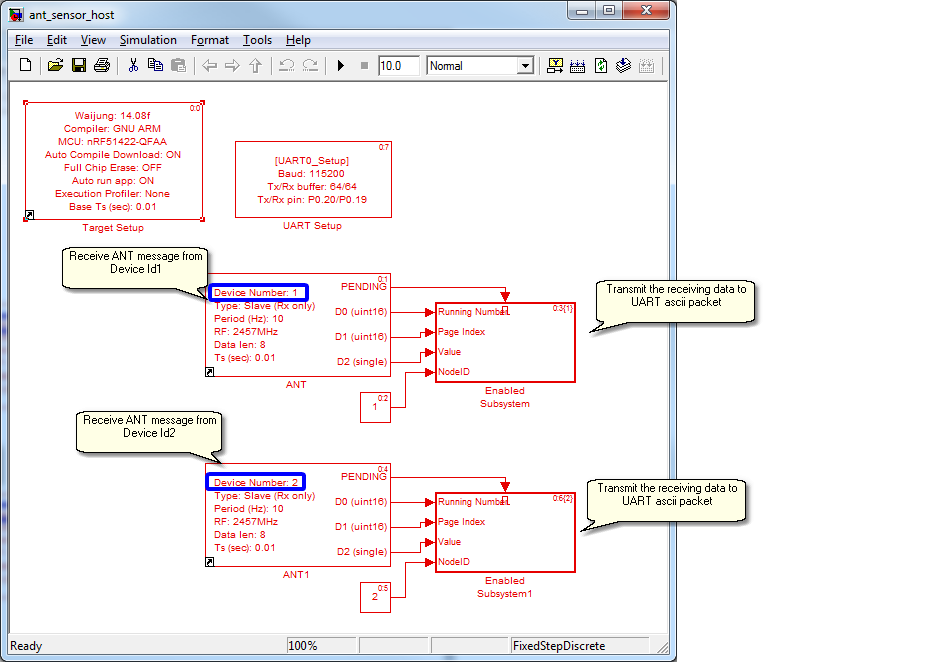 ant_sensor_host
File Edit View Simulation Format Tools Help
10.0 Normal
0:0
Waijung: 14.08f
Compiler: GNU ARM
MCU: nRF51422-QFAA
Auto Compile Download: ON
Full Chip Erase: OFF
Auto run app: ON
Execution Profiler: None
Base Ts (sec): 0.01
Target Setup
0:7
[UART0_Setup]
Baud: 115200
Tx/Rx buffer: 64/64
Tx/Rx pin: P0.20/P0.19
UART Setup
Receive ANT message from
Device Id1
0:1
Device Number: 1
Type: Slave (Rx only)
Period (Hz): 10
RF: 2457MHz
Data len: 8
Ts (sec): 0.01
PENDING
D0 (uint16)
D1 (uint16)
D2 (single)
ANT
0:2
1
0:3{1}
Running Number
Page Index
Value
NodeID
Enabled
Subsystem
Transmit the receiving data to
UART ascii packet
Receive ANT message from
Device Id2
0:4
Device Number: 2
Type: Slave (Rx only)
Period (Hz): 10
RF: 2457MHz
Data len: 8
Ts (sec): 0.01
PENDING
D0 (uint16)
D1 (uint16)
D2 (single)
ANT1
0:5
2
0:6{2}
Running Number
Page Index
Value
NodeID
Enabled
Subsystem1
Transmit the receiving data to
UART ascii packet
Ready 100% FixedStepDiscrete